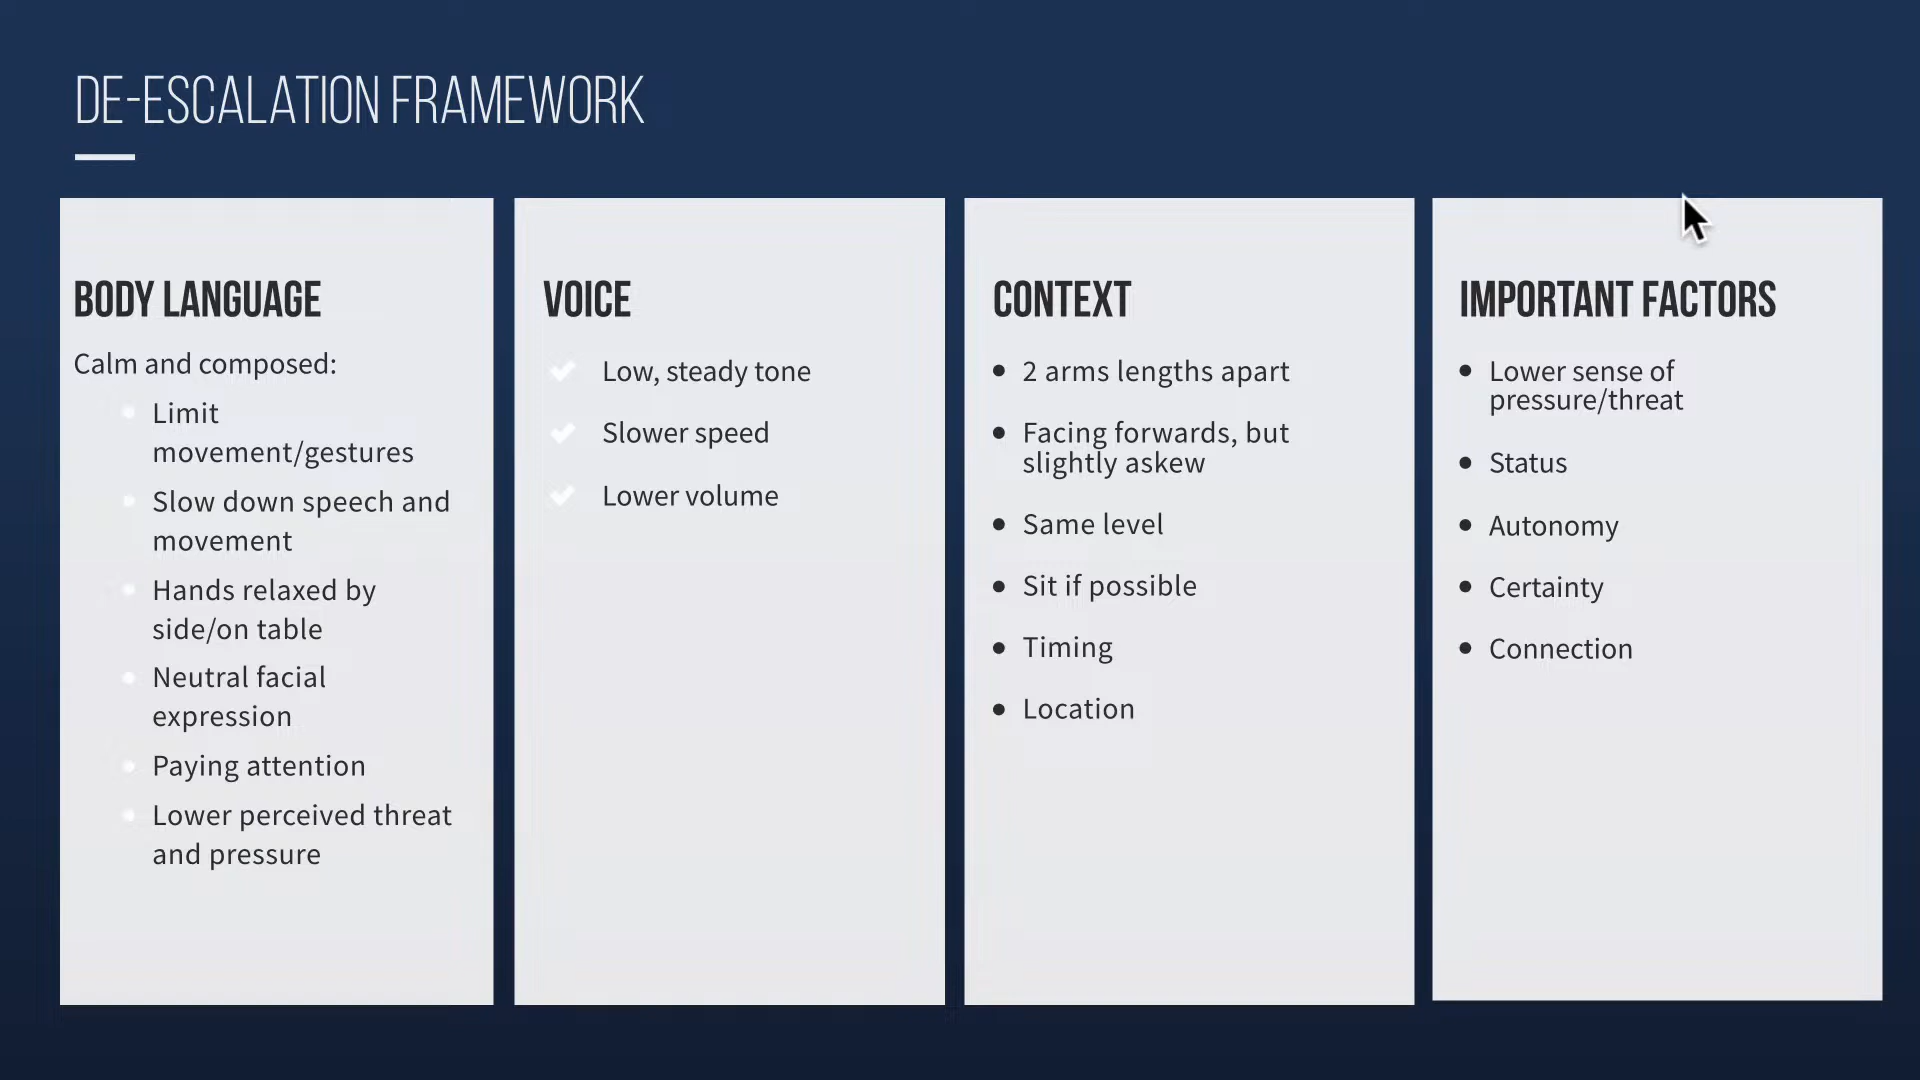 DE-ESCALATION FRAMEWORK
BODY LANGUAGE
Calm and composed:
Limit
movement/gestures
Slow down speech and
movement
Hands relaxed by
side/on table
Neutral facial
expression
Paying attention
Lower perceived threat
and pressure
VOICE
Low, steady tone
Slower speed
Lower volume
CONTEXT
2 arms lengths apart
Facing forwards, but
slightly askew
Same level
Sit if possible
Timing
Location
IMPORTANT FACTORS
Lower sense of
pressure/threat
Status
Autonomy
Certainty
Connection